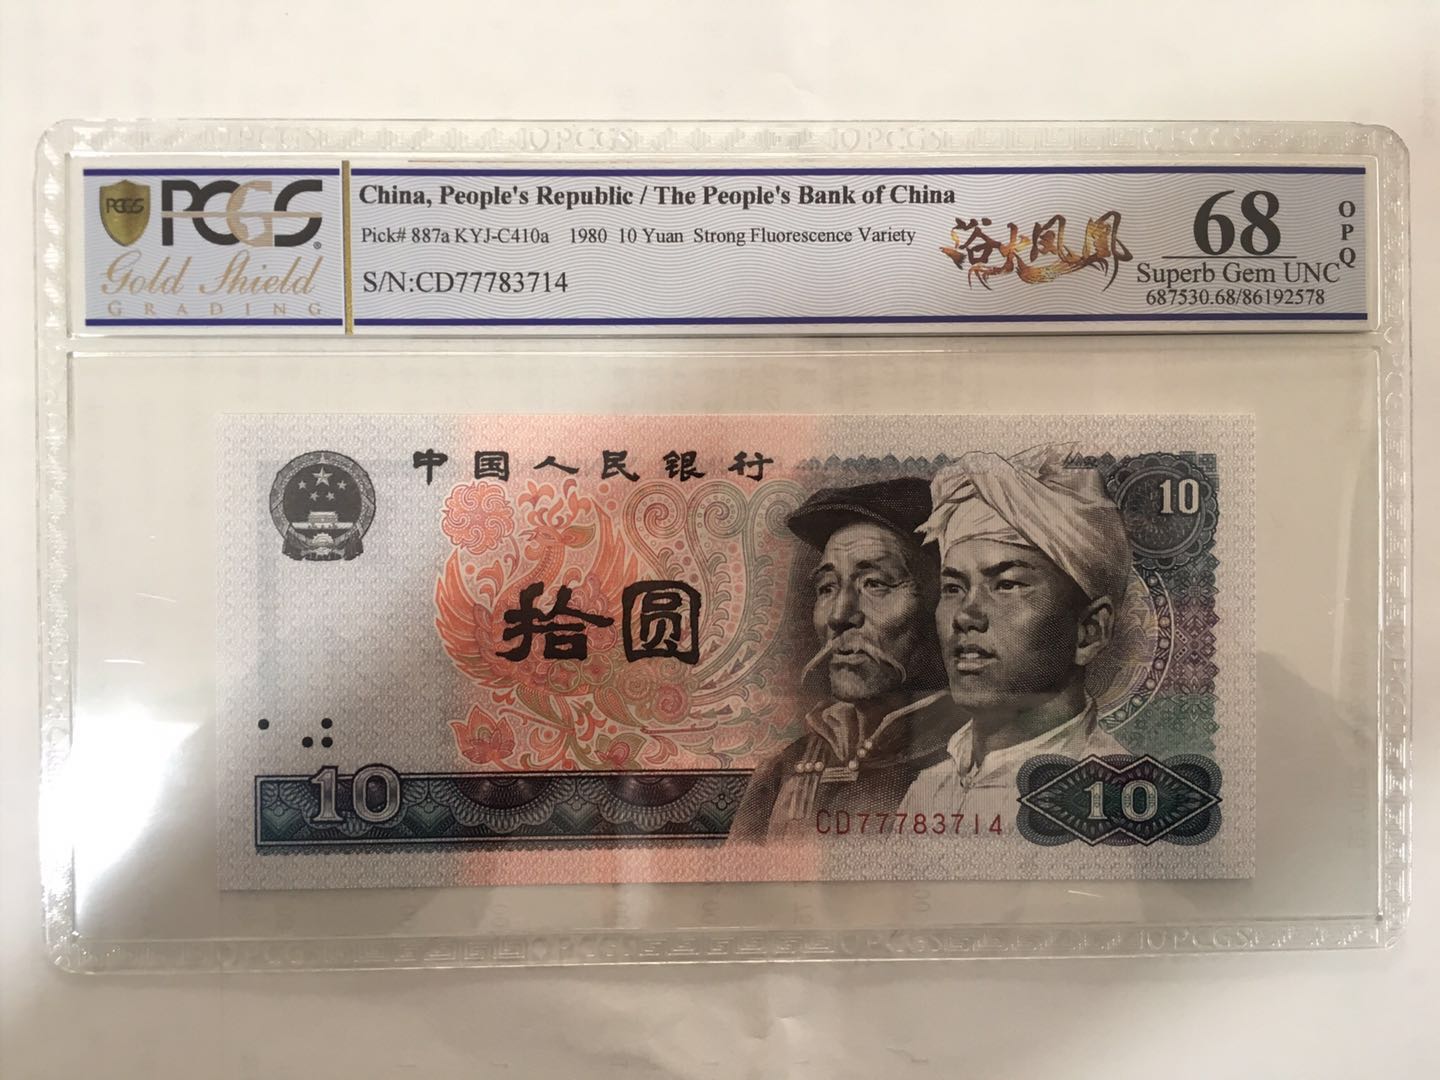 PCGS
PCGS
Gold Shield
GRADING
China, People's Republic / The People's Bank of China
Pick# 887a KYJ-C410a 1980 10 Yuan Strong Fluorescence Variety
S/N:CD77783714
浴火凤凰
68
Superb Gem UNC
687530.68/86192578
OPQ
中国人民银行
10
拾圆
10
CD77783714
10